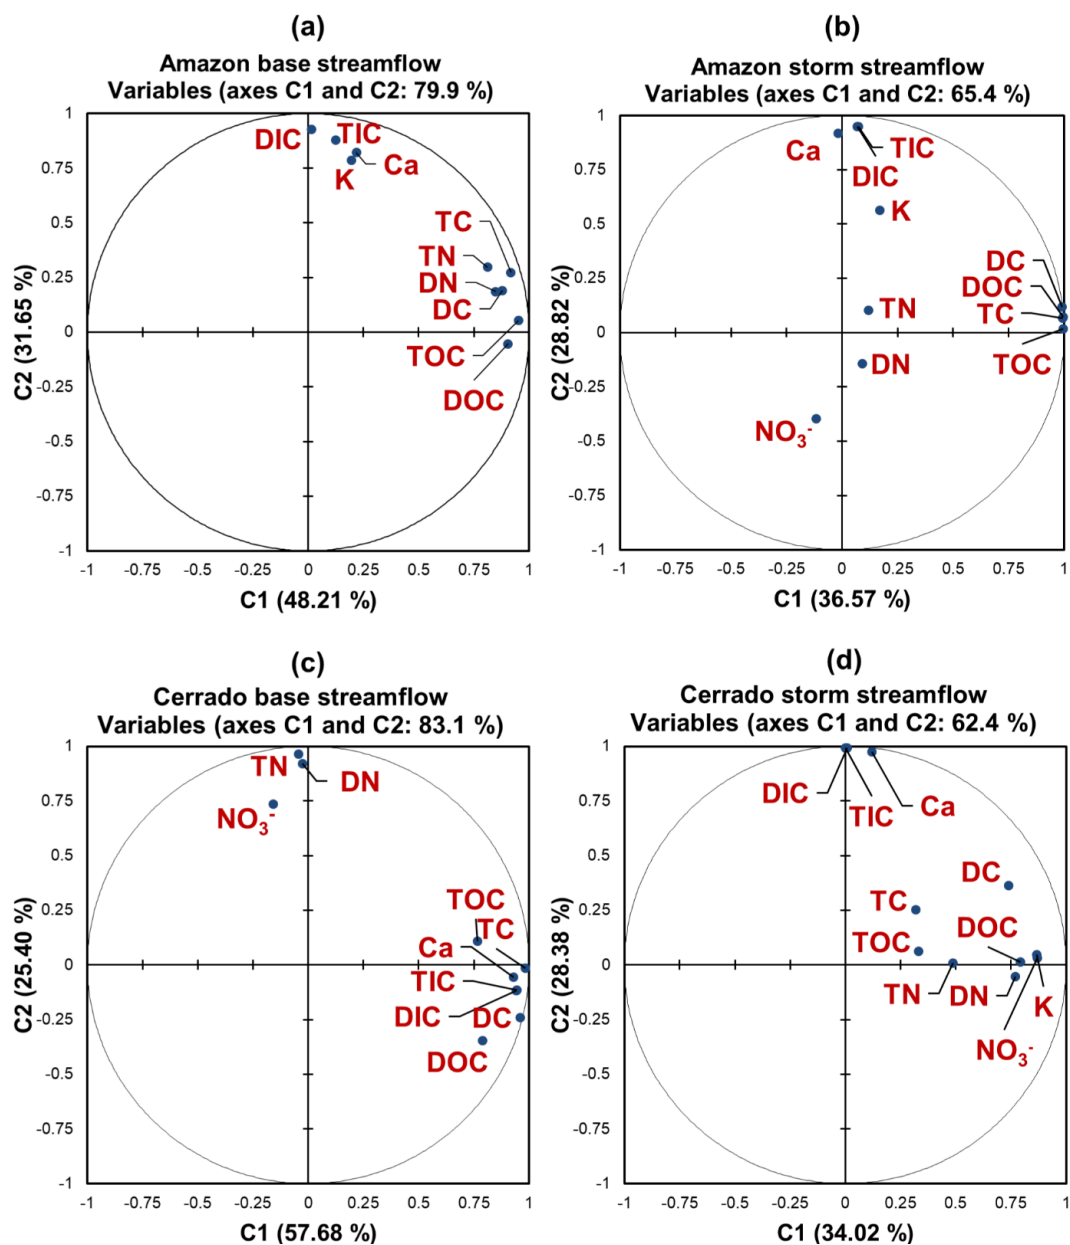 (a)
Amazon base streamflow
Variables (axes C1 and C2: 79.9 %)
1
0.75
0.5
0.25
0
-0.25
-0.5
-0.75
-1
C2 (31.65 %)
DIC
TIC
Ca
K
TC
TN
DN
DC
TOC
DOC
-1 -0.75 -0.5 -0.25 0 0.25 0.5 0.75 1
C1 (48.21 %)
(b)
Amazon storm streamflow
Variables (axes C1 and C2: 65.4 %)
1
0.75
0.5
0.25
0
-0.25
-0.5
-0.75
-1
C2 (28.82 %)
Ca
TIC
DIC
K
DC
DOC
TN
TC
TOC
DN
NO₃⁻
-1 -0.75 -0.5 -0.25 0 0.25 0.5 0.75 1
C1 (36.57 %)
(c)
Cerrado base streamflow
Variables (axes C1 and C2: 83.1 %)
1
0.75
0.5
0.25
0
-0.25
-0.5
-0.75
-1
C2 (25.40 %)
TN
DN
NO₃⁻
TOC
TC
Ca
TIC
DIC
DC
DOC
-1 -0.75 -0.5 -0.25 0 0.25 0.5 0.75 1
C1 (57.68 %)
(d)
Cerrado storm streamflow
Variables (axes C1 and C2: 62.4 %)
1
0.75
0.5
0.25
0
-0.25
-0.5
-0.75
-1
C2 (28.38 %)
DIC
TIC
Ca
DC
TC
DOC
TOC
TN
DN
K
NO₃⁻
-1 -0.75 -0.5 -0.25 0 0.25 0.5 0.75 1
C1 (34.02 %)